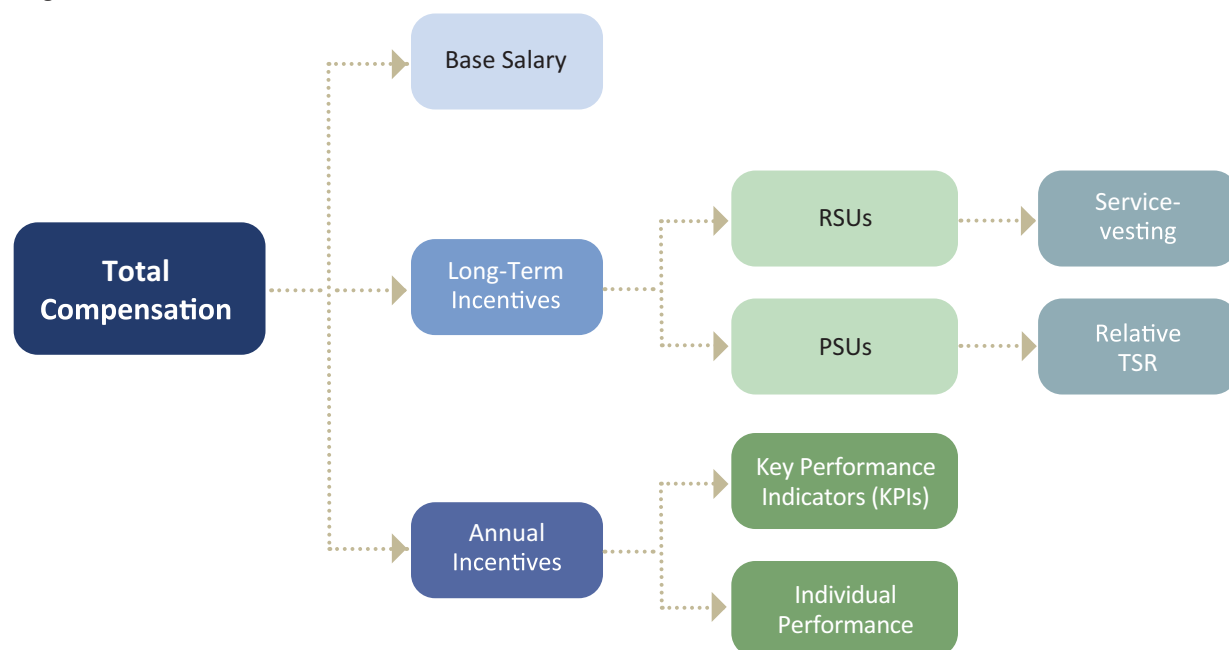 Base Salary
Total
Compensation
Long-Term
Incentives
RSUs
Service-
vesting
PSUs
Relative
TSR
Annual
Incentives
Key Performance
Indicators (KPIs)
Individual
Performance